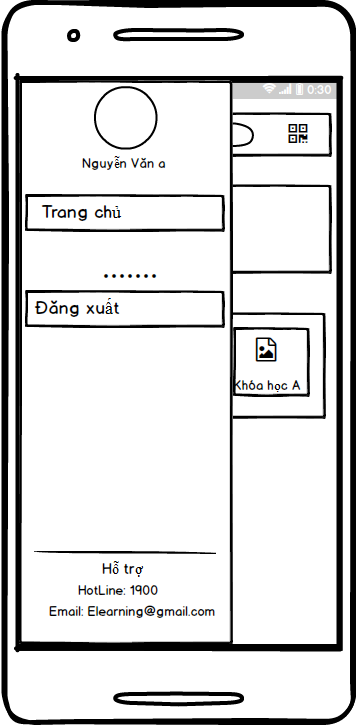 0:30
Nguyễn Văn a
Trang chủ
.......
Đăng xuất
Khóa học A
Hỗ trợ
HotLine: 1900
Email: Elearning@gmail.com